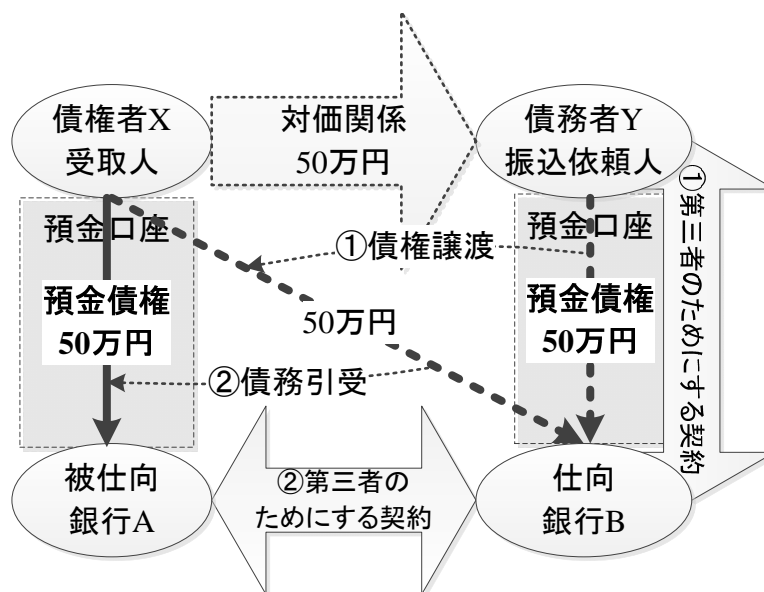 債権者X
受取人
対価関係
50万円
債務者Y
振込依頼人
預金口座
預金口座
①債権譲渡
預金債権
50万円
50万円
預金債権
50万円
②債務引受
①第三者のためにする契約
被仕向
銀行A
②第三者の
ためにする契約
仕向
銀行B